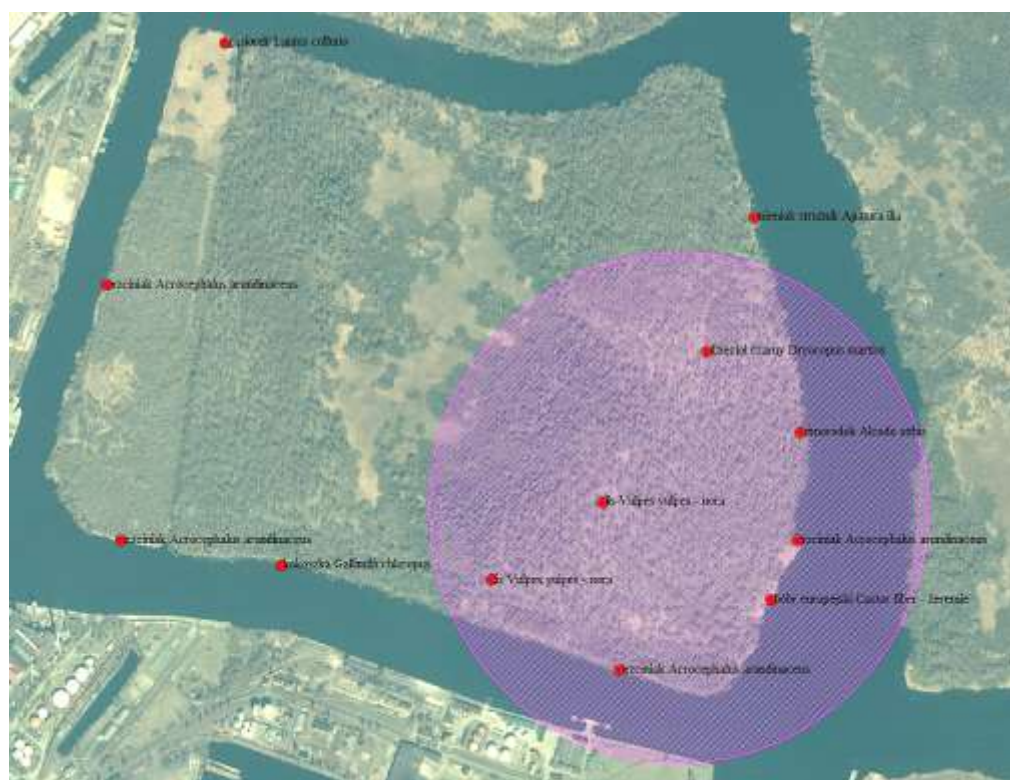 Lanius collurio
Apatura ilia
trzciniak Acrocephalus arundinaceus
Dzięcioł czarny Dryocopus martius
zimorodek Alcedo atthis
lis Vulpes vulpes - nora
trzciniak Acrocephalus arundinaceus
trzciniak Acrocephalus arundinaceus
kokoszka Gallinula chloropus
lis Vulpes vulpes - nora
Bóbr europejski Castor fiber - żeremie
trzciniak Acrocephalus arundinaceus